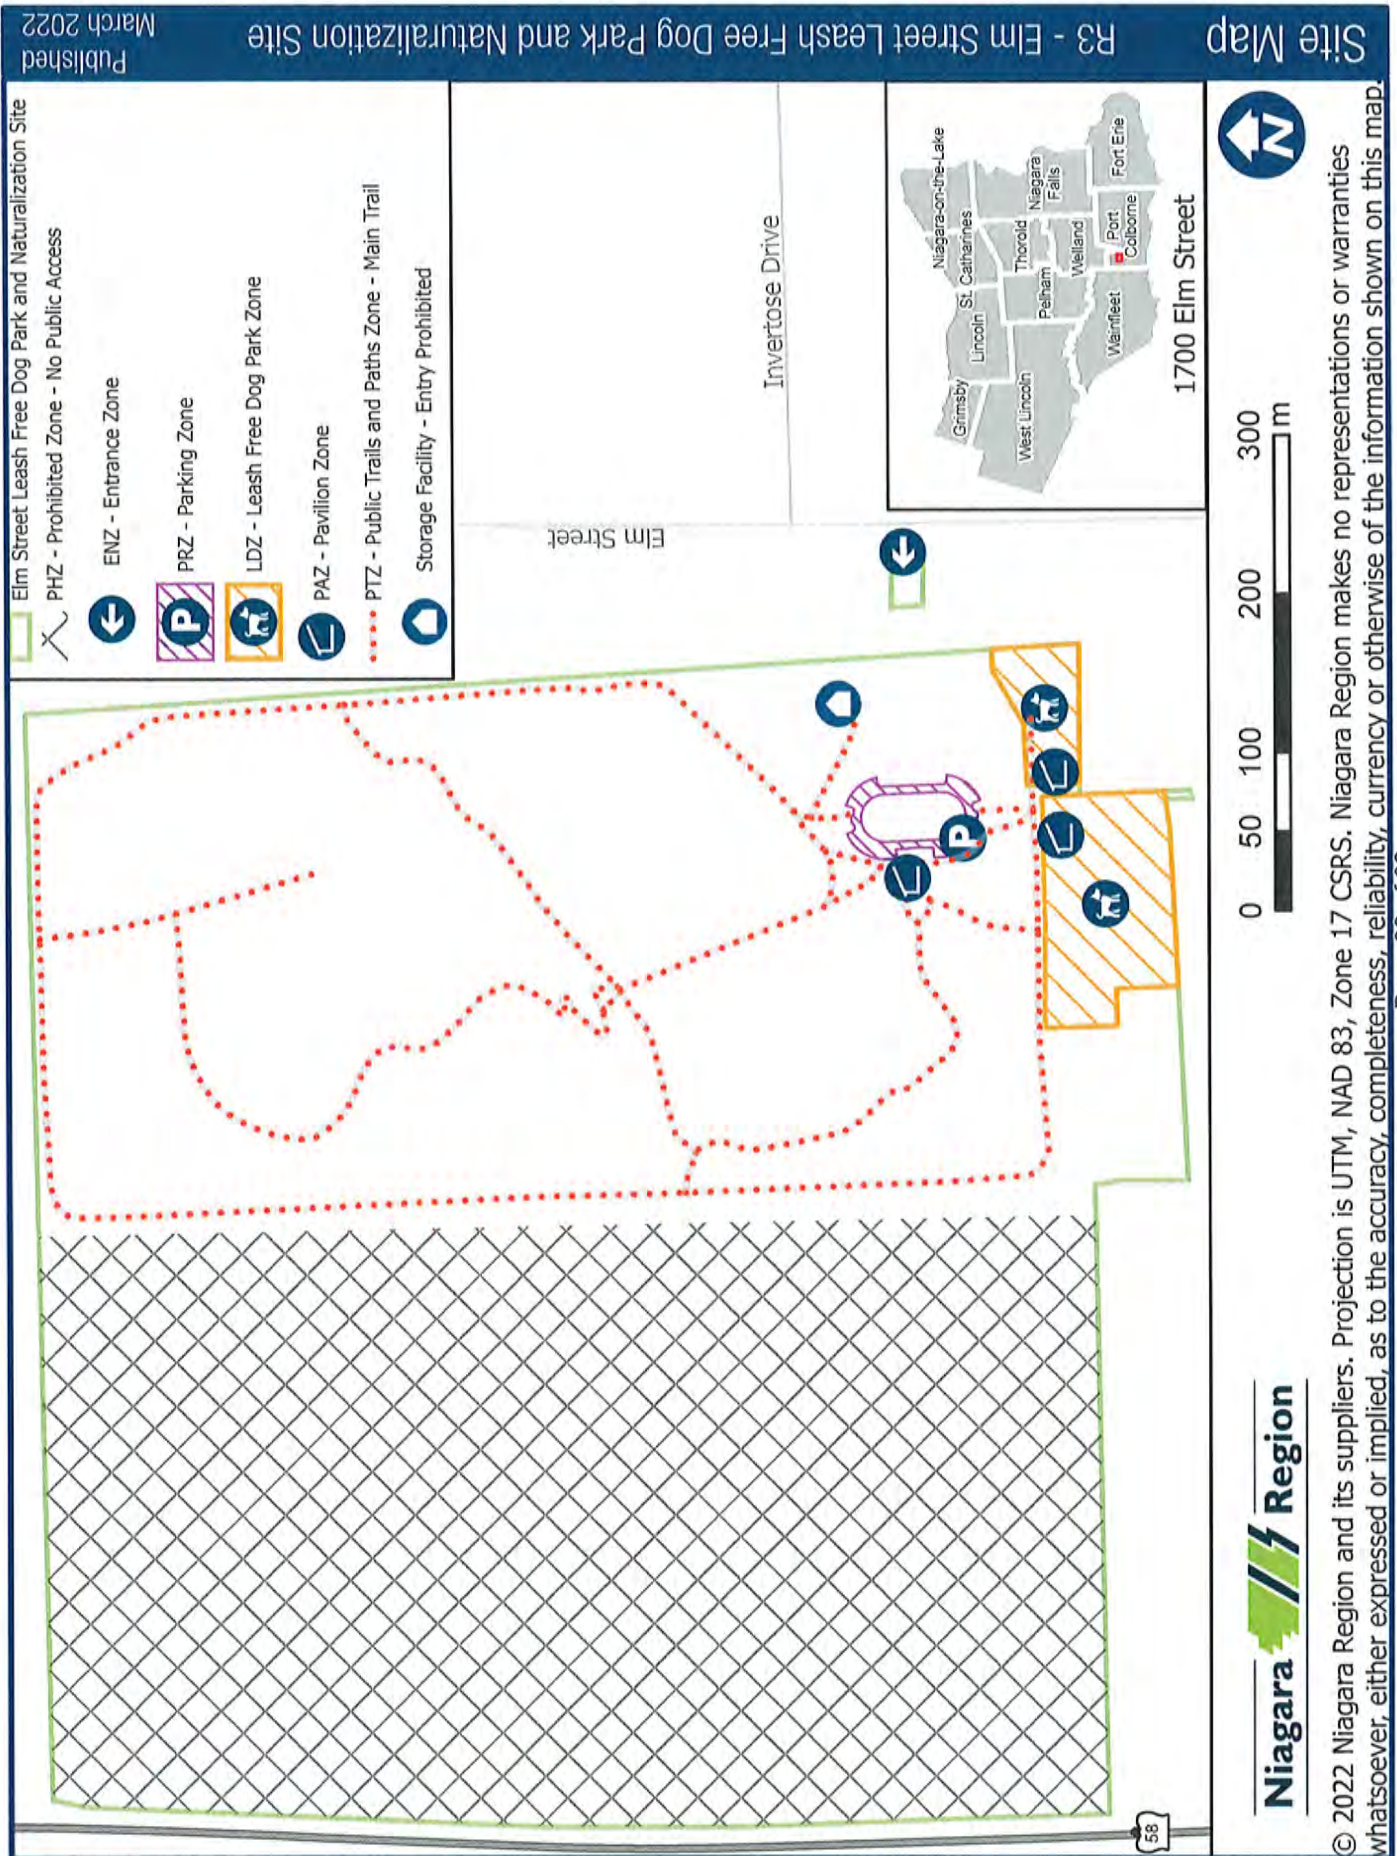 Site Map
R3 - Elm Street Leash Free Dog Park and Naturalization Site
Published
March 2022
Elm Street Leash Free Dog Park and Naturalization Site
PHZ - Prohibited Zone - No Public Access
ENZ - Entrance Zone
P
PRZ - Parking Zone
LDZ - Leash Free Dog Park Zone
PAZ - Pavilion Zone
PTZ - Public Trails and Paths Zone - Main Trail
Storage Facility - Entry Prohibited
Elm Street
Invertose Drive
P
58
Grimsby
Lincoln
St. Catharines
Niagara-on-the-Lake
West Lincoln
Pelham
Thorold
Niagara
Falls
Welland
Wainfleet
Port
Colborne
Fort Erie
1700 Elm Street
Niagara Region
0 50 100 200 300
m
N
© 2022 Niagara Region and its suppliers. Projection is UTM, NAD 83, Zone 17 CSRS. Niagara Region makes no representations or warranties
whatsoever, either expressed or implied, as to the accuracy, completeness, reliability, currency or otherwise of the information shown on this map.